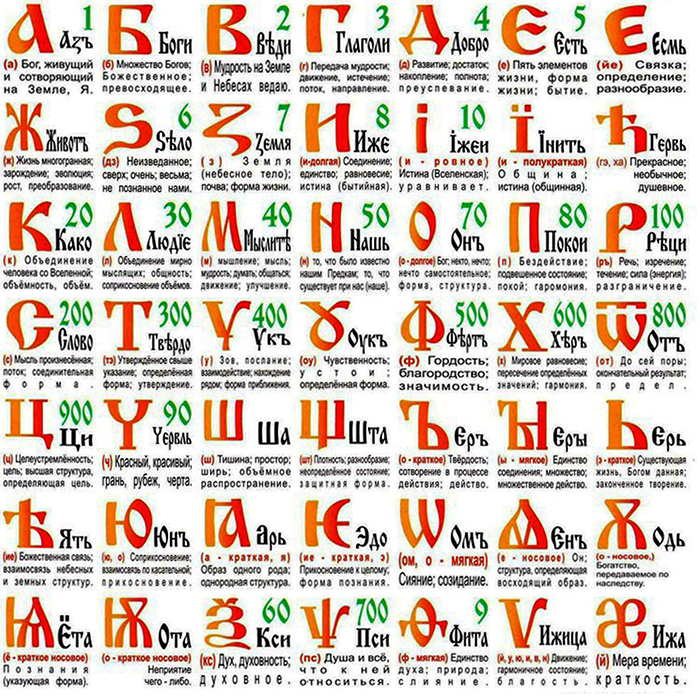 А 1
Азъ
(а) Бог, живущий
и сотворяющий
на Земле, Я.
Б
Боги
(б) Множество Богов;
Божественное;
превосходящее.
В 2
Вѣди
(в) Мудрость на Земле
и Небесах ведаю.
Г 3
Глаголи
(г) Передача мудрости;
движение, истечение;
поток, направление.
Д 4
Добро
(д) Развитие; достаток;
накопление; полнота;
преуспевание.
Є 5
Єсть
(е) Пять элементов
жизни, форма
жизни; бытие.
Е
Есмь
(йе) Связка;
определение;
разнообразие.
Ж
Животъ
(ж) Жизнь многогранная;
зарождение; эволюция;
рост, преобразование.
Ѕ 6
Ѕѣло
(дз) Неизведанное;
сверх; очень; весьма;
не познанное нами.
Z 7
Zемля
(з) Земля
(небесное тело);
почва; форма жизни.
И 8
Иже
(и-долгая) Соединение;
единство; равновесие;
истина (бытийная).
і 10
іжеи
(и - ровное)
Истина (Вселенская);
уравнивает.
ї
Їнить
(и - полукраткая)
Община;
истина (общинная).
Ћ
Гервь
(гэ, ха) Прекрасное;
необычное;
душевное.
К 20
Како
(к) Объединение
человека со Вселенной;
объёмность, объём.
Л 30
Людїе
(л) Объединение мирно
мыслящих; общность;
соприкосновение объёмов.
М 40
Мыслитѣ
(м) мышление; мысль;
мудрость; думать; общаться;
движение; улучшение.
Н 50
Нашь
(н) то, что было известно
нашим Предкам; то, что
существует при нас (наше).
О 70
Онъ
(о - долгое) Бог; некто; нечто;
нечто самостоятельное;
форма, структура.
П 80
Покои
(п) Бездействие;
подвешенное состояние;
покой; гаромония.
Р 100
Рѣци
(ръ) Речь; изречение;
течение; сила (энергия);
разграничение.
С 200
Слово
(с) Мысль произнесённая;
поток; соединительная
форма.
Т 300
Твѣрдо
(тэ) Утверждённое свыше
указание; определённая
форма; утверждение.
Ѵ 400
Ѵкъ
(у) Зов, послание;
взаимодействие; нахождение
рядом; форма приближения.
Ȣ
Оукъ
(оу) Чувственность;
устои;
определённая форма.
Ф 500
Фѣртъ
(ф) Гордость;
благородство;
значимость.
Х 600
Хѣръ
(х) Мировое равновесие;
пересечение определённых
значений; гармония.
Ѿ 800
Отъ
(от) До сей поры;
окончательный результат;
предел.
Ц 900
Ци
(ц) Целеустремлённость;
цель; высшая структура,
определяющая цель.
Ч 90
Червль
(ч) Красный, красивый;
грань, рубеж, черта.
Ш
Ша
(ш) Тишина; простор;
ширь; объёмное
распространение.
Щ
Шта
(шт) Плотность; разнообразие;
неопределённое состояние;
защитная форма.
Ъ
Еръ
(о - краткое) Твёрдость;
сотворение в процессе
действия; действо.
Ꙑ
Еры
(ы - мягкое) Единство
соединения; множество;
множественное действо.
Ь
Ерь
(э - краткое) Существующая
жизнь, Богом данная;
законченное творение.
Ѣ
Ять
(ие) Божественная связь;
взаимосвязь небесных
и земных структур.
Ю
Юнъ
(ю, о) Соприкосновение;
взаимосвязь по касательной;
прикосновение.
Ꙗ
Арь
(а - краткая, я)
Образ одного рода;
однородная структура.
Ѥ
Эдо
(ие - краткая, э)
Прикосновение к целому;
форма познания.
Ѡ
Омъ
(ом, о - мягкая)
Сияние; созидание.
Ѧ
Енъ
(е - носовое) Он;
структура, определяющая
восходящий образ.
Ѫ
Одь
(о - носовое,)
Богатство,
передаваемое по
наследству.
Ѩ
Ёта
(ё - краткое носовое)
Познания
(указующая форма).
Ѭ
Ота
(о - краткое носовое)
Неприятие
чего - либо.
Ѯ 60
Кси
(кс) Дух, духовность;
духовное.
Ѱ 700
Пси
(пс) Душа и всё,
что к ней
относиться.
Ѳ 9
Фита
(ф - мягкая) Единство
духа; природа;
слияние.
Ѵ
Ижица
(й, у, ю, и, в, н) Движение;
гармоничное состояние;
благость.
Æ
Ижа
(й) Мера времени;
краткость.